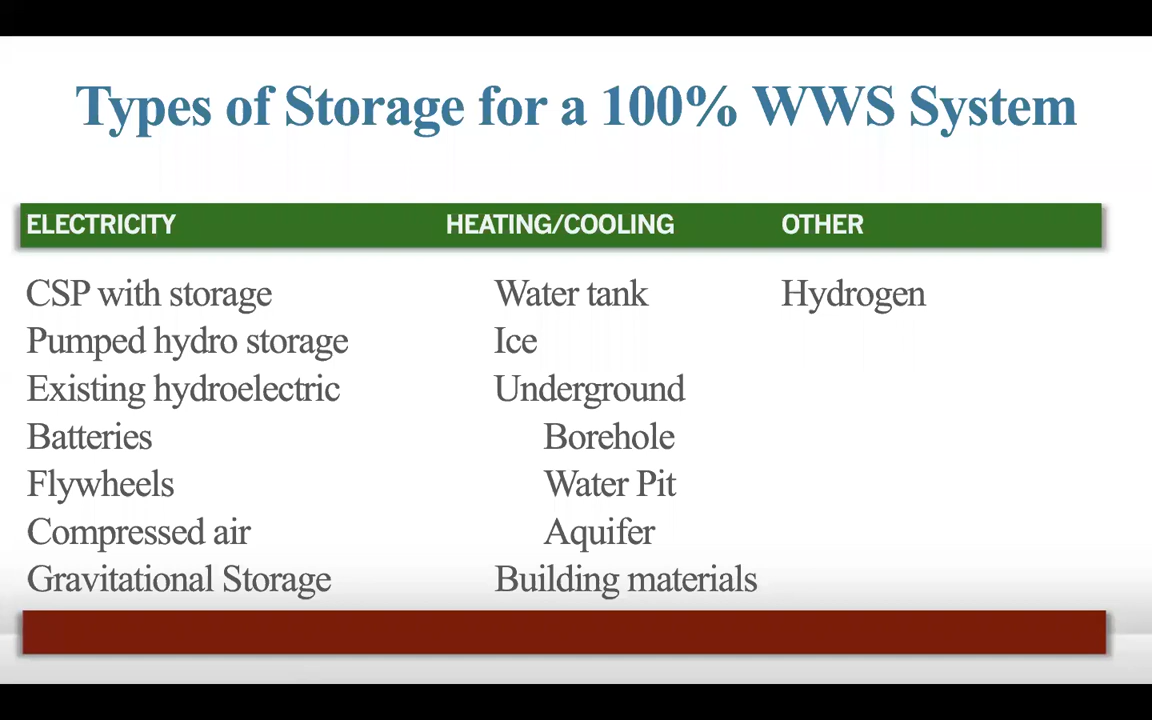 Types of Storage for a 100% WWS System
ELECTRICITY HEATING/COOLING OTHER
CSP with storage Water tank Hydrogen
Pumped hydro storage Ice
Existing hydroelectric Underground
Batteries Borehole
Flywheels Water Pit
Compressed air Aquifer
Gravitational Storage Building materials